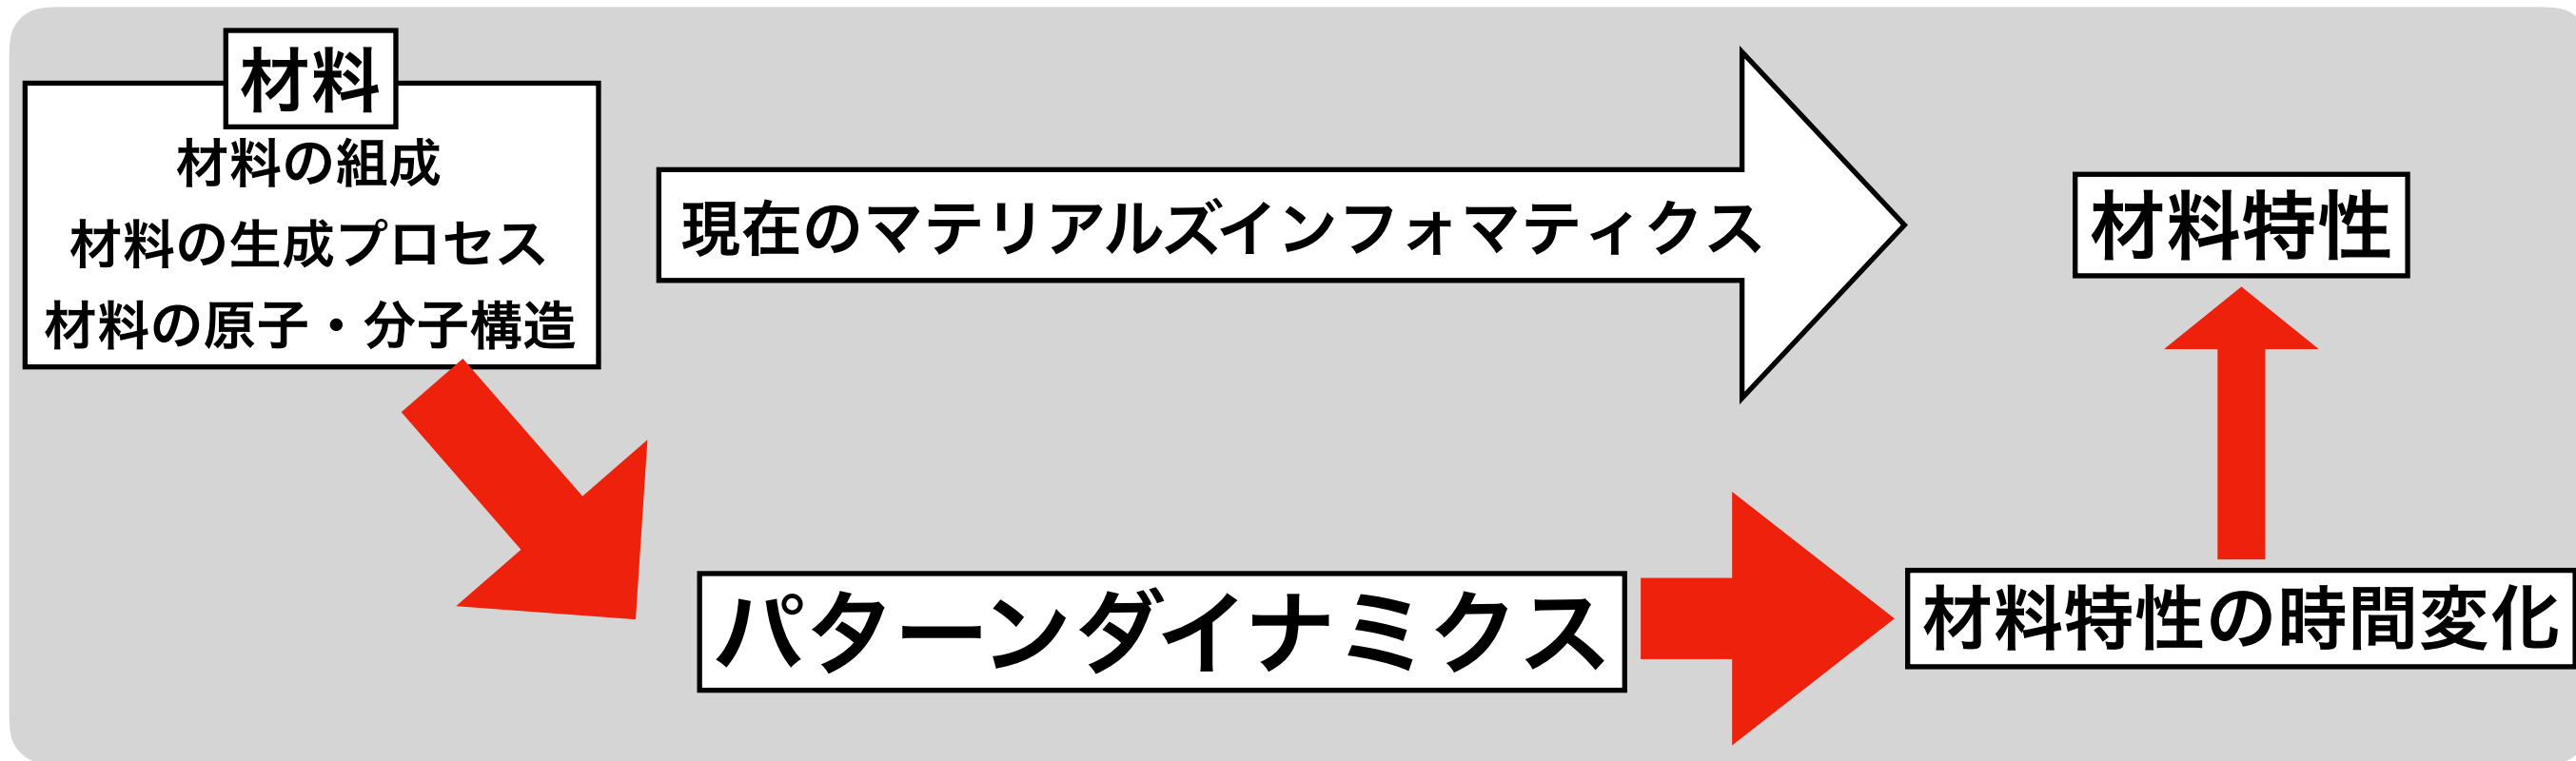 材料
材料の組成
材料の生成プロセス
材料の原子・分子構造
現在のマテリアルズインフォマティクス
材料特性
パターンダイナミクス
材料特性の時間変化